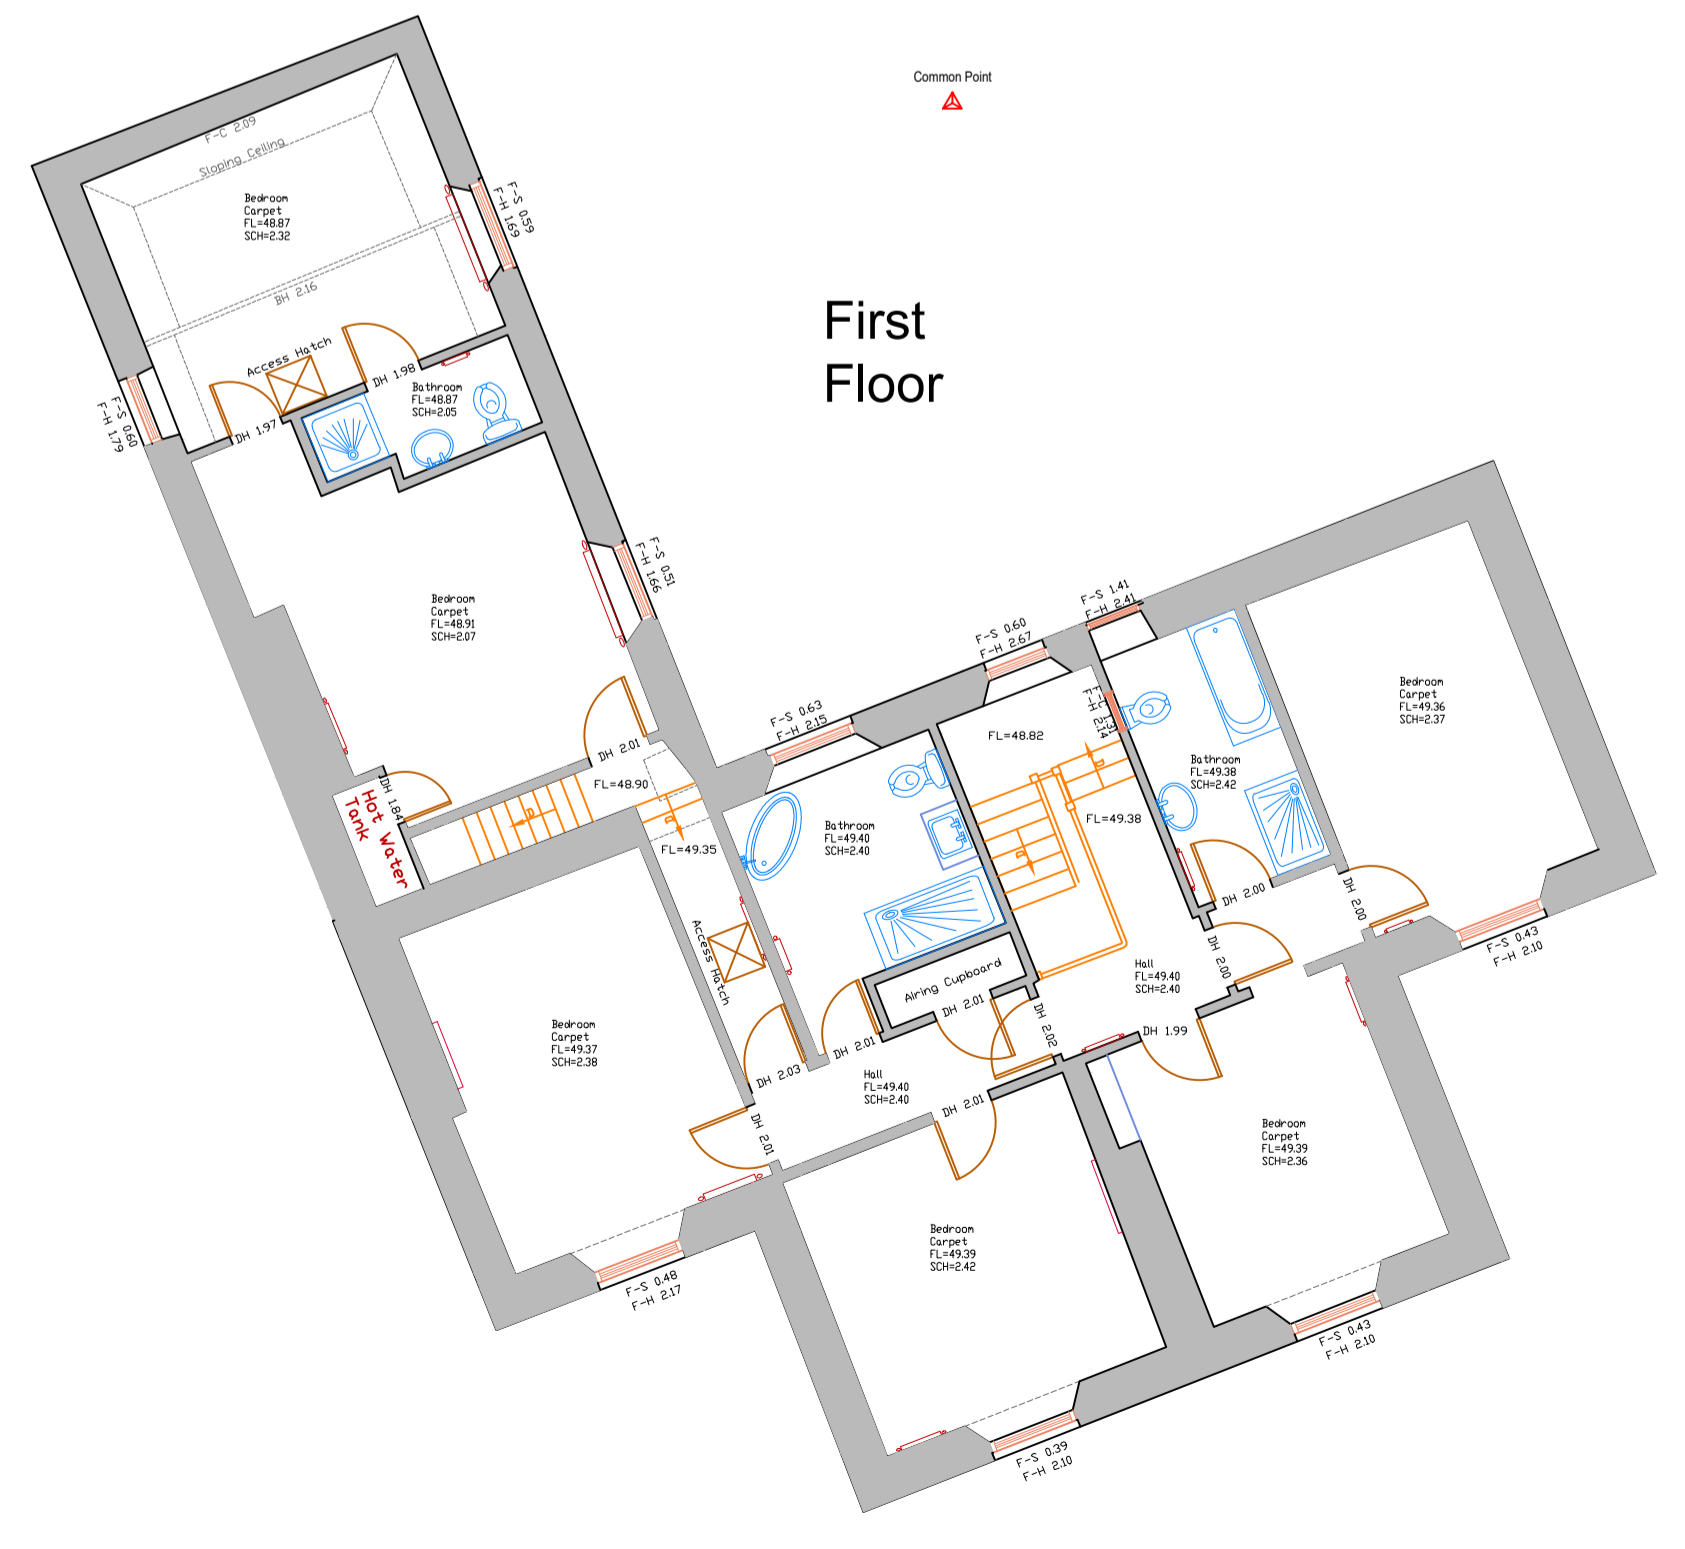 Common Point
First
Floor
F-C 2.09
Sloping Ceiling
Bedroom
Carpet
FL=48.87
SCH=2.32
F-S 0.59
F-H 1.69
BH 2.16
Access Hatch
DH 1.98
DH 1.97
F-S 0.60
F-H 1.79
Bathroom
FL=48.87
SCH=2.05
F-S 0.51
F-H 1.66
Bedroom
Carpet
FL=48.91
SCH=2.07
DH 2.01
DH 1.84
Hot Water
Tank
FL=48.90
D
D
FL=49.35
F-S 0.63
F-H 2.15
F-S 0.60
F-H 2.67
F-S 1.41
F-H 2.41
F-H 2.14
FL=48.82
D
D
FL=49.38
Bathroom
FL=49.40
SCH=2.40
Bathroom
FL=49.38
SCH=2.42
Bedroom
Carpet
FL=49.36
SCH=2.37
DH 2.00
DH 2.00
DH 2.00
F-S 0.43
F-H 2.10
Access Hatch
Airing Cupboard
DH 2.01
DH 2.02
Hall
FL=49.40
SCH=2.40
DH 1.99
Bedroom
Carpet
FL=49.37
SCH=2.38
DH 2.03
DH 2.01
Hall
FL=49.40
SCH=2.40
DH 2.01
DH 2.01
Bedroom
Carpet
FL=49.39
SCH=2.36
Bedroom
Carpet
FL=49.39
SCH=2.42
F-S 0.48
F-H 2.17
F-S 0.43
F-H 2.10
F-S 0.39
F-H 2.10